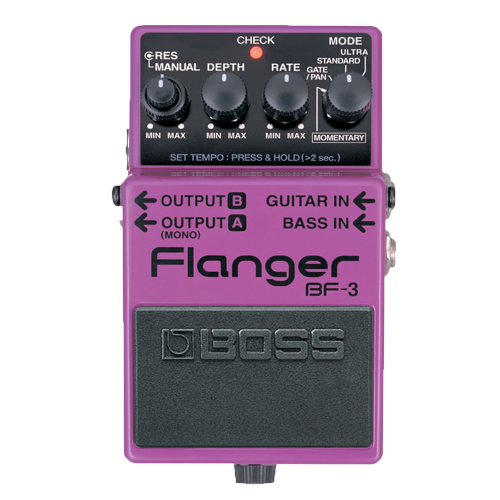 CHECK
MODE
RES
MANUAL
DEPTH
RATE
ULTRA
STANDARD
GATE
/PAN
MIN MAX
MIN MAX
MIN MAX
MOMENTARY
SET TEMPO : PRESS & HOLD (>2 sec.)
OUTPUT B
GUITAR IN
OUTPUT A
(MONO)
BASS IN
Flanger
BF-3
BOSS